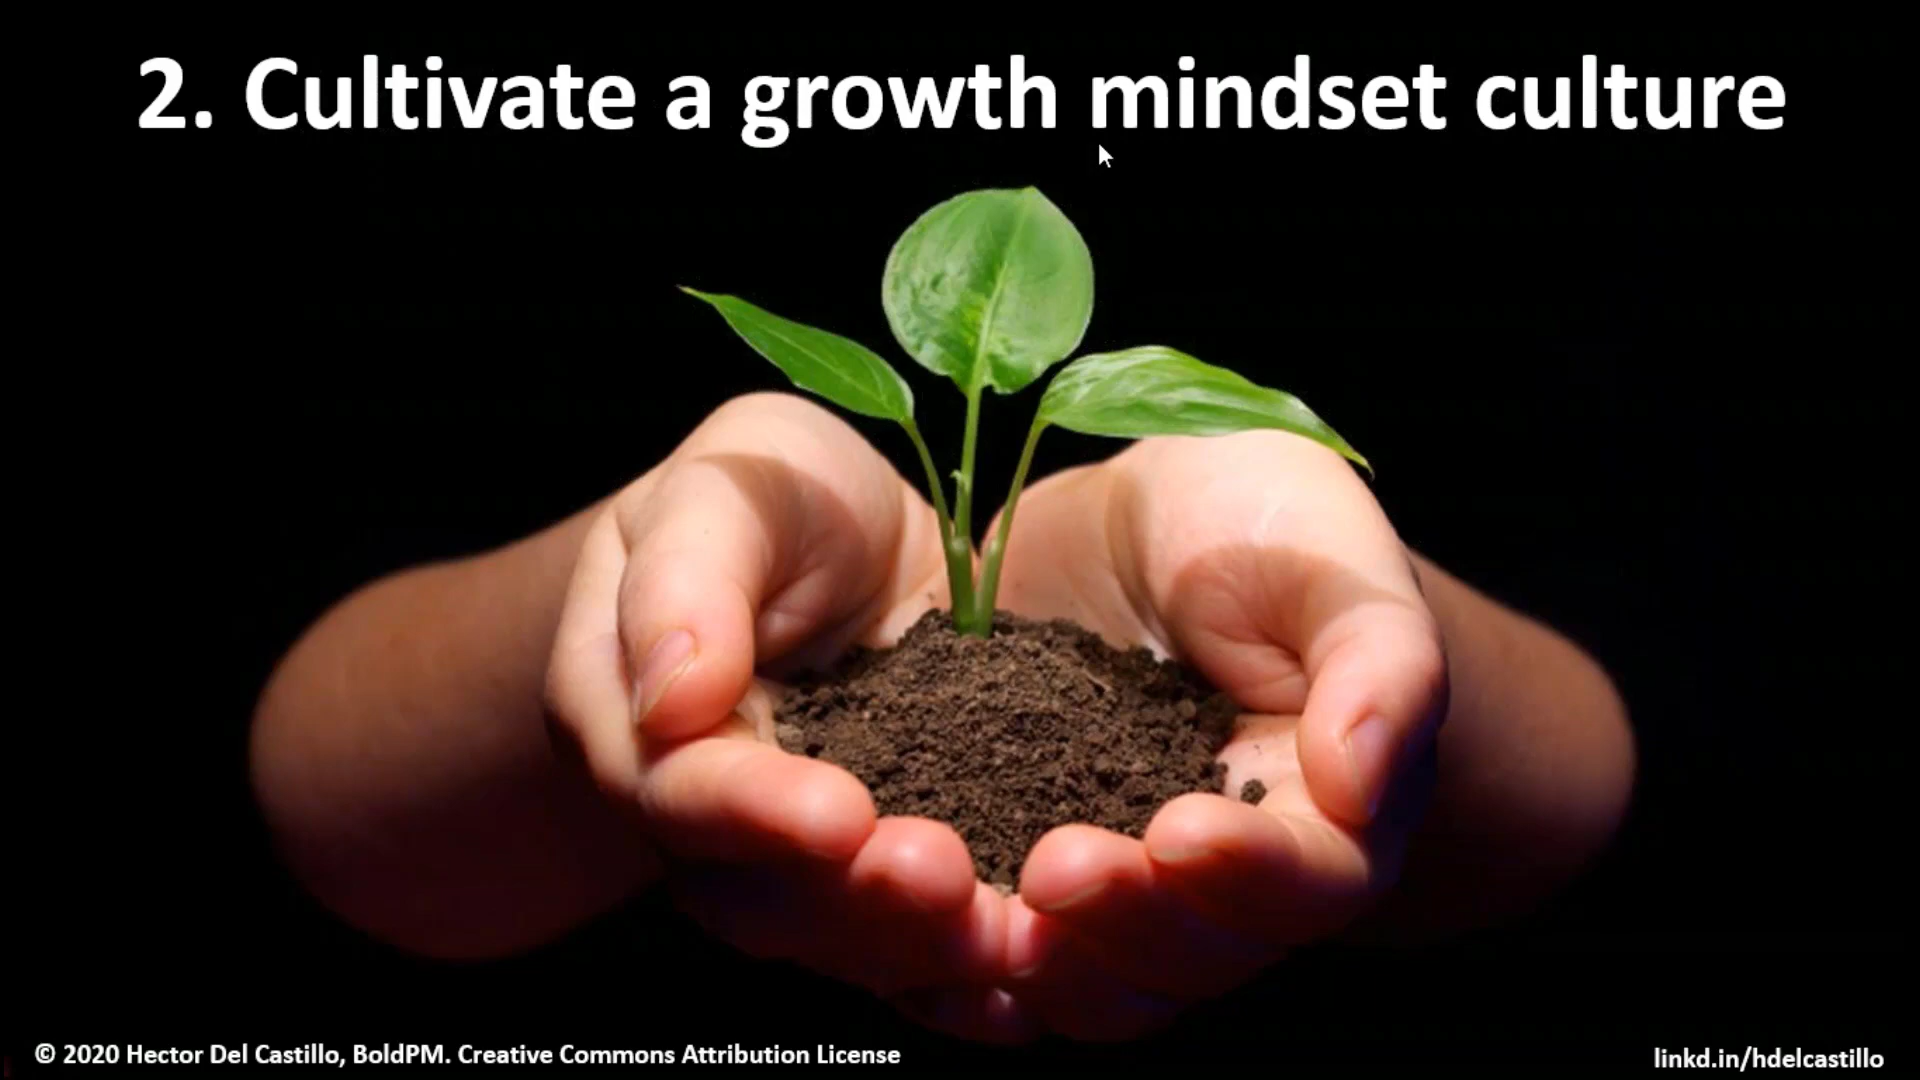 2. Cultivate a growth mindset culture
© 2020 Hector Del Castillo, BoldPM. Creative Commons Attribution License
linkd.in/hdelcastillo